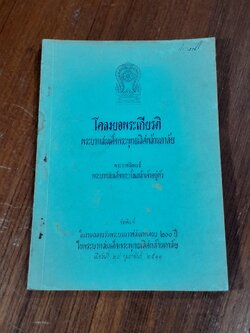 โคลงยอพระเกียรติ
พระบาทสมเด็จพระพุทธเลิศหล้านภาลัย
พระราชนิพนธ์
พระบาทสมเด็จพระนั่งเกล้าเจ้าอยู่หัว
จัดพิมพ์
ในงานฉลองวันพระบรมราชสมภพครบ ๒๐๐ ปี
ในพระบาทสมเด็จพระพุทธเลิศหล้านภาลัย
กุมภาพันธ์